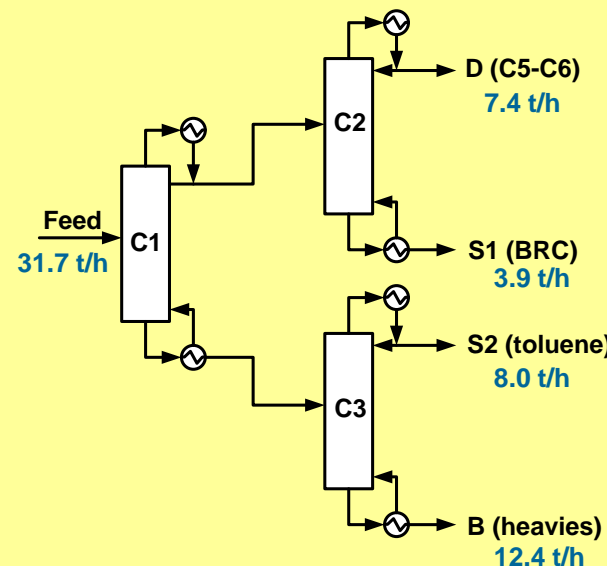 D (C5-C6)
7.4 t/h
C2
Feed
C1
31.7 t/h
S1 (BRC)
3.9 t/h
S2 (toluene)
8.0 t/h
C3
B (heavies)
12.4 t/h